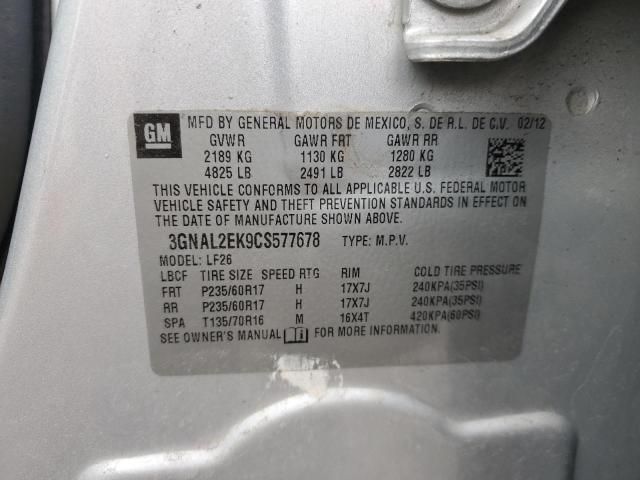 GM
MFD BY GENERAL MOTORS DE MEXICO, S. DE R.L. DE C.V. 02/12
GVWR GAWR FRT GAWR RR
2189 KG 1130 KG 1280 KG
4825 LB 2491 LB 2822 LB
THIS VEHICLE CONFORMS TO ALL APPLICABLE U.S. FEDERAL MOTOR
VEHICLE SAFETY AND THEFT PREVENTION STANDARDS IN EFFECT ON
THE DATE OF MANUFACTURE SHOWN ABOVE.
3GNAL2EK9CS577678 TYPE: M.P.V.
MODEL: LF26
LBCF TIRE SIZE SPEED RTG RIM COLD TIRE PRESSURE
FRT P235/60R17 H 17X7J 240KPA(35PSI)
RR P235/60R17 H 17X7J 240KPA(35PSI)
SPA T135/70R16 M 16X4T 420KPA(60PSI)
SEE OWNER'S MANUAL FOR MORE INFORMATION.